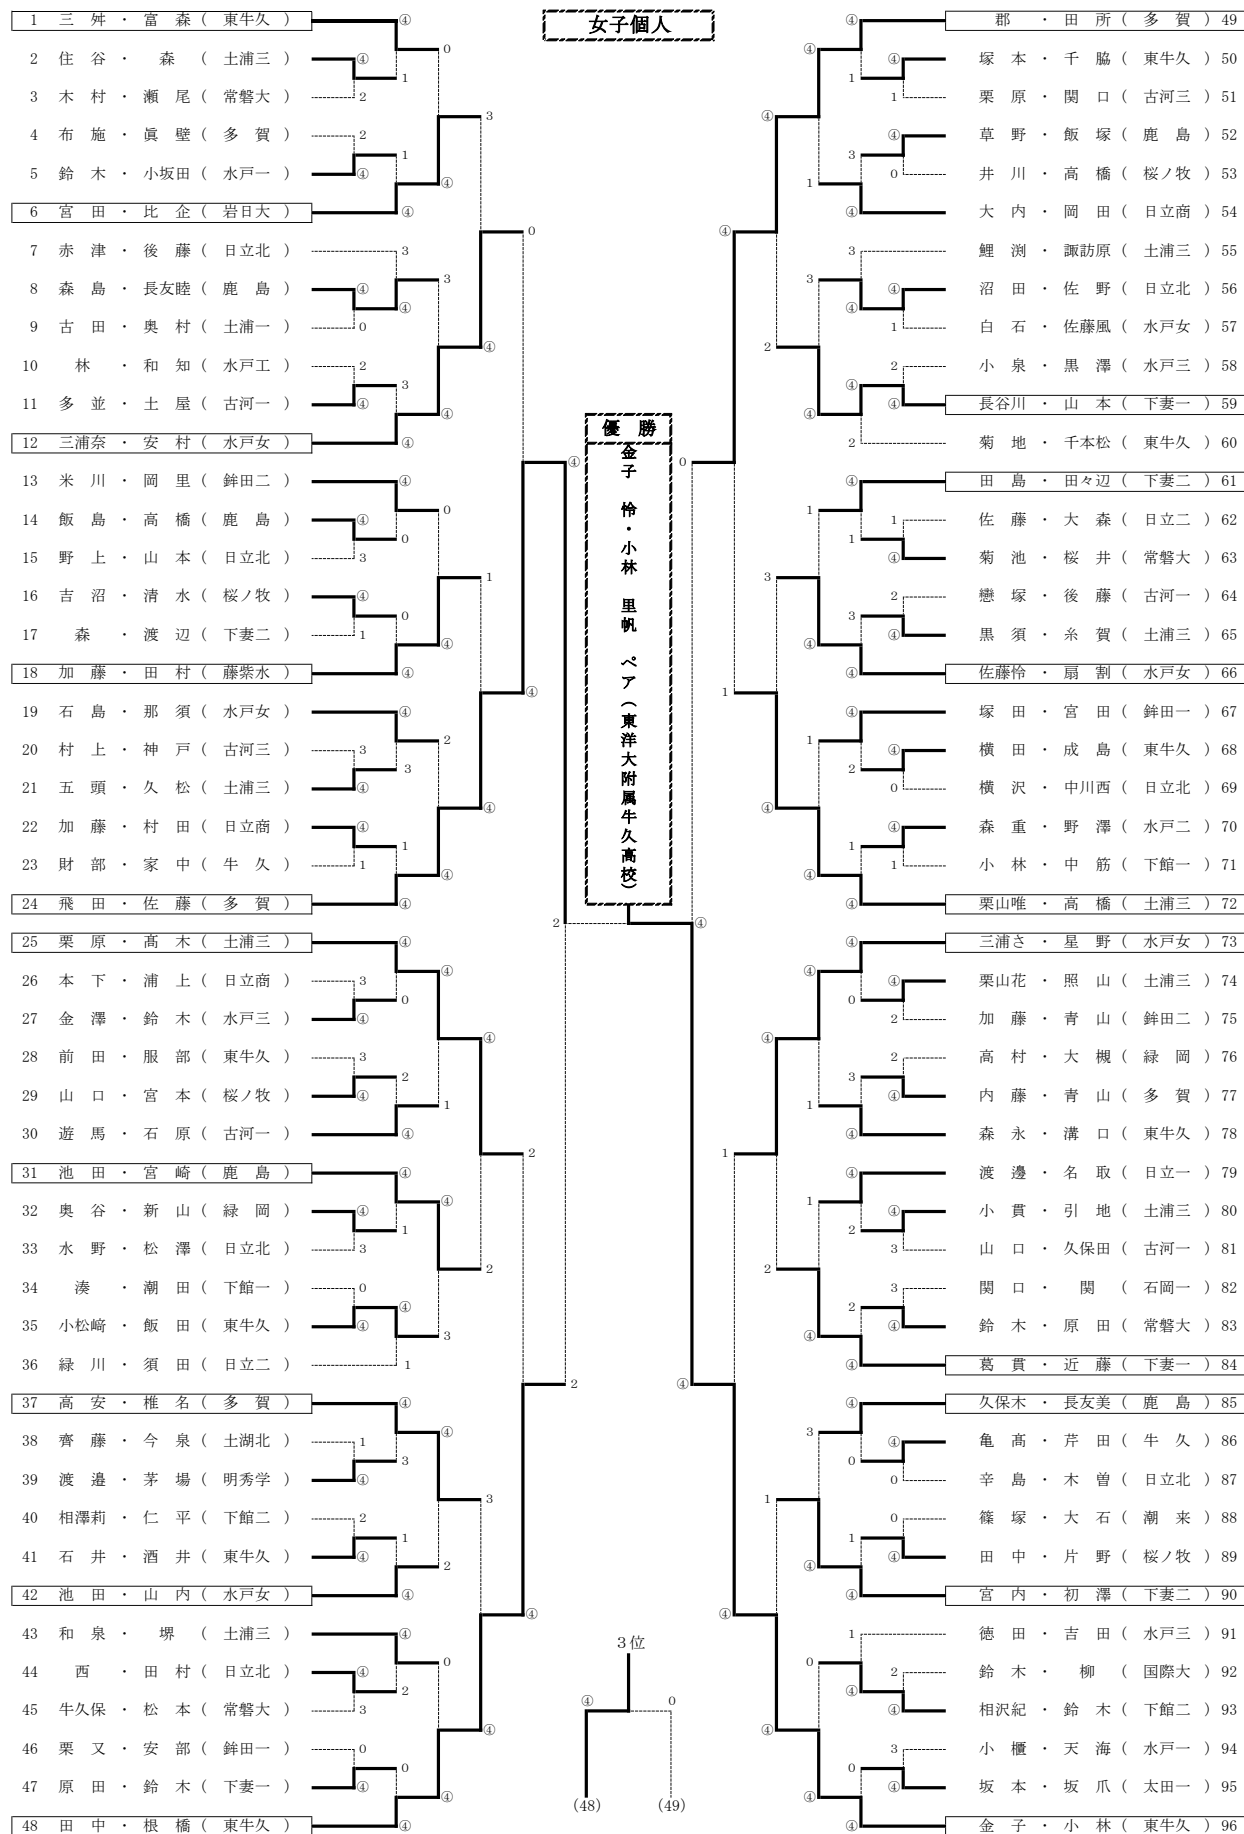 女子個人
1 三 舛 ・ 富 森 ( 東牛久 )
2 住 谷 ・ 森 ( 土浦三 )
3 木 村 ・ 瀬 尾 ( 常磐大 )
4 布 施 ・ 眞 壁 ( 多 賀 )
5 鈴 木 ・ 小坂田 ( 水戸一 )
6 宮 田 ・ 比 企 ( 岩日大 )
7 赤 津 ・ 後 藤 ( 日立北 )
8 森 島 ・ 長友睦 ( 鹿 島 )
9 古 田 ・ 奥 村 ( 土浦一 )
10 林 ・ 和 知 ( 水戸工 )
11 多 並 ・ 土 屋 ( 古河一 )
12 三浦奈 ・ 安 村 ( 水戸女 )
13 米 川 ・ 岡 里 ( 鉾田二 )
14 飯 島 ・ 高 橋 ( 鹿 島 )
15 野 上 ・ 山 本 ( 日立北 )
16 吉 沼 ・ 清 水 ( 桜ノ牧 )
17 森 ・ 渡 辺 ( 下妻二 )
18 加 藤 ・ 田 村 ( 藤紫水 )
19 石 島 ・ 那 須 ( 水戸女 )
20 村 上 ・ 神 戸 ( 古河三 )
21 五 頭 ・ 久 松 ( 土浦三 )
22 加 藤 ・ 村 田 ( 日立商 )
23 財 部 ・ 家 中 ( 牛 久 )
24 飛 田 ・ 佐 藤 ( 多 賀 )
25 栗 原 ・ 髙 木 ( 土浦三 )
26 本 下 ・ 浦 上 ( 日立商 )
27 金 澤 ・ 鈴 木 ( 水戸三 )
28 前 田 ・ 服 部 ( 東牛久 )
29 山 口 ・ 宮 本 ( 桜ノ牧 )
30 遊 馬 ・ 石 原 ( 古河一 )
31 池 田 ・ 宮 崎 ( 鹿 島 )
32 奥 谷 ・ 新 山 ( 緑 岡 )
33 水 野 ・ 松 澤 ( 日立北 )
34 湊 ・ 潮 田 ( 下館一 )
35 小松﨑 ・ 飯 田 ( 東牛久 )
36 緑 川 ・ 須 田 ( 日立二 )
37 高 安 ・ 椎 名 ( 多 賀 )
38 齊 藤 ・ 今 泉 ( 土湖北 )
39 渡 邉 ・ 茅 場 ( 明秀学 )
40 相澤莉 ・ 仁 平 ( 下館二 )
41 石 井 ・ 酒 井 ( 東牛久 )
42 池 田 ・ 山 内 ( 水戸女 )
43 和 泉 ・ 堺 ( 土浦三 )
44 西 ・ 田 村 ( 日立北 )
45 牛久保 ・ 松 本 ( 常磐大 )
46 栗 又 ・ 安 部 ( 鉾田一 )
47 原 田 ・ 鈴 木 ( 下妻一 )
48 田 中 ・ 根 橋 ( 東牛久 )
優 勝
金子 怜・小林 里帆 ペア(東洋大附属牛久高校)
3位
④ 0
(48) (49)
郡 ・ 田 所 ( 多 賀 ) 49
塚 本 ・ 千 脇 ( 東牛久 ) 50
栗 原 ・ 関 口 ( 古河三 ) 51
草 野 ・ 飯 塚 ( 鹿 島 ) 52
井 川 ・ 高 橋 ( 桜ノ牧 ) 53
大 内 ・ 岡 田 ( 日立商 ) 54
鯉 渕 ・ 諏訪原 ( 土浦三 ) 55
沼 田 ・ 佐 野 ( 日立北 ) 56
白 石 ・ 佐藤風 ( 水戸女 ) 57
小 泉 ・ 黒 澤 ( 水戸三 ) 58
長谷川 ・ 山 本 ( 下妻一 ) 59
菊 地 ・ 千本松 ( 東牛久 ) 60
田 島 ・ 田々辺 ( 下妻二 ) 61
佐 藤 ・ 大 森 ( 日立二 ) 62
菊 池 ・ 桜 井 ( 常磐大 ) 63
戀 塚 ・ 後 藤 ( 古河一 ) 64
黒 須 ・ 糸 賀 ( 土浦三 ) 65
佐藤怜 ・ 扇 割 ( 水戸女 ) 66
塚 田 ・ 宮 田 ( 鉾田一 ) 67
横 田 ・ 成 島 ( 東牛久 ) 68
横 沢 ・ 中川西 ( 日立北 ) 69
森 重 ・ 野 澤 ( 水戸二 ) 70
小 林 ・ 中 筋 ( 下館一 ) 71
栗山唯 ・ 高 橋 ( 土浦三 ) 72
三浦さ ・ 星 野 ( 水戸女 ) 73
栗山花 ・ 照 山 ( 土浦三 ) 74
加 藤 ・ 青 山 ( 鉾田二 ) 75
高 村 ・ 大 槻 ( 緑 岡 ) 76
内 藤 ・ 青 山 ( 多 賀 ) 77
森 永 ・ 溝 口 ( 東牛久 ) 78
渡 邊 ・ 名 取 ( 日立一 ) 79
小 貫 ・ 引 地 ( 土浦三 ) 80
山 口 ・ 久保田 ( 古河一 ) 81
関 口 ・ 関 ( 石岡一 ) 82
鈴 木 ・ 原 田 ( 常磐大 ) 83
葛 貫 ・ 近 藤 ( 下妻一 ) 84
久保木 ・ 長友美 ( 鹿 島 ) 85
亀 髙 ・ 芹 田 ( 牛 久 ) 86
辛 島 ・ 木 曽 ( 日立北 ) 87
篠 塚 ・ 大 石 ( 潮 来 ) 88
田 中 ・ 片 野 ( 桜ノ牧 ) 89
宮 内 ・ 初 澤 ( 下妻二 ) 90
徳 田 ・ 吉 田 ( 水戸三 ) 91
鈴 木 ・ 柳 ( 国際大 ) 92
相沢紀 ・ 鈴 木 ( 下館二 ) 93
小 櫃 ・ 天 海 ( 水戸一 ) 94
坂 本 ・ 坂 爪 ( 太田一 ) 95
金 子 ・ 小 林 ( 東牛久 ) 96